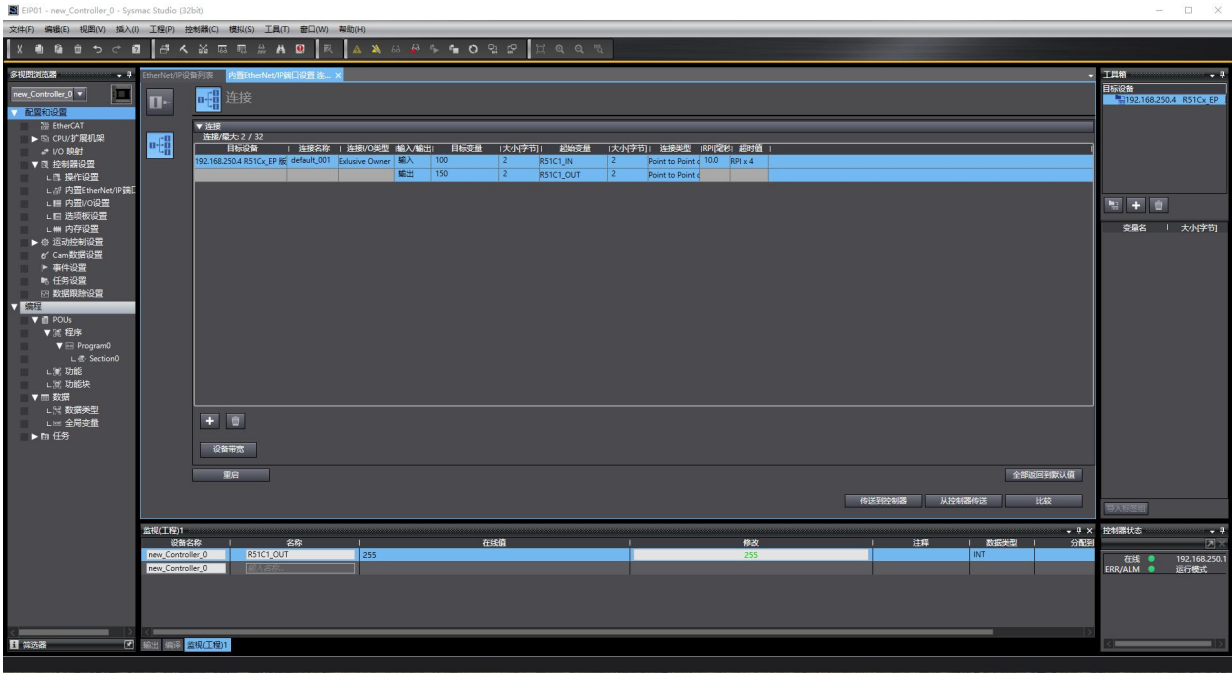 EIP01 - new_Controller_0 - Sysmac Studio (32bit)
文件(F) 编辑(E) 视图(V) 插入(I) 工程(P) 控制器(C) 模拟(S) 工具(T) 窗口(W) 帮助(H)
多视图浏览器
new_Controller_0
配置和设置
EtherCAT
CPU/扩展机架
I/O 映射
控制器设置
操作设置
内置EtherNet/IP端口
内置I/O设置
选项板设置
内存设置
运动控制设置
Cam数据设置
事件设置
任务设置
数据跟踪设置
编程
POUs
程序
Program0
Section0
功能
功能块
数据
数据类型
全局变量
任务
筛选器
EtherNet/IP设备列表 内置EtherNet/IP端口设置 连...
连接
连接
连接/最大: 2 / 32
目标设备 连接名称 连接I/O类型 输入/输出 目标变量 大小[字节] 起始变量 大小[字节] 连接类型 RPI[毫秒] 超时值
192.168.250.4 R51Cx_EP 版 default_001 Exlusive Owner 输入 100 2 R51C1_IN 2 Point to Point c 10.0 RPI x 4
输出 150 2 R51C1_OUT 2 Point to Point c
设备带宽
重启
全部返回到默认值
传送到控制器 从控制器传送 比较
监视(工程)1
设备名称 名称 在线值 修改 注释 数据类型 分配到
new_Controller_0 R51C1_OUT 255 255 INT
new_Controller_0 输入名称...
输出 编译 监视(工程)1
工具箱
目标设备
192.168.250.4 R51Cx_EP
变量名 大小[字节]
导入标签组
控制器状态
在线 192.168.250.1
ERR/ALM 运行模式